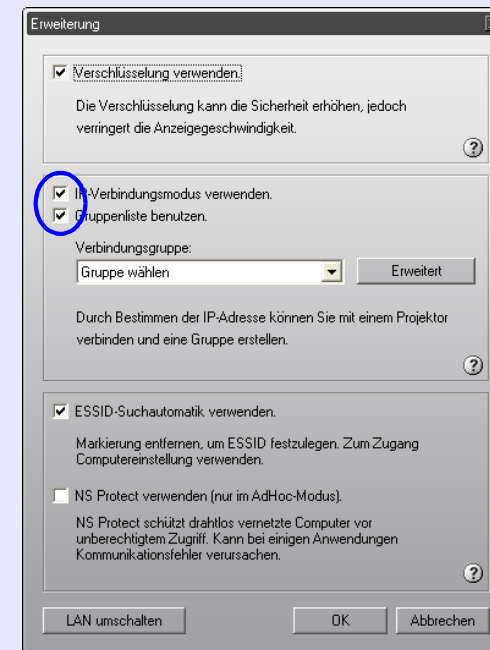 Erweiterung
Verschlüsselung verwenden.
Die Verschlüsselung kann die Sicherheit erhöhen, jedoch
verringert die Anzeigegeschwindigkeit.
?
IP-Verbindungsmodus verwenden.
Gruppenliste benutzen.
Verbindungsgruppe:
Gruppe wählen
Erweitert
Durch Bestimmen der IP-Adresse können Sie mit einem Projektor
verbinden und eine Gruppe erstellen.
?
ESSID-Suchautomatik verwenden.
Markierung entfernen, um ESSID festzulegen. Zum Zugang
Computereinstellung verwenden.
NS Protect verwenden (nur im AdHoc-Modus).
NS Protect schützt drahtlos vernetzte Computer vor
unberechtigtem Zugriff. Kann bei einigen Anwendungen
Kommunikationsfehler verursachen.
?
LAN umschalten OK Abbrechen